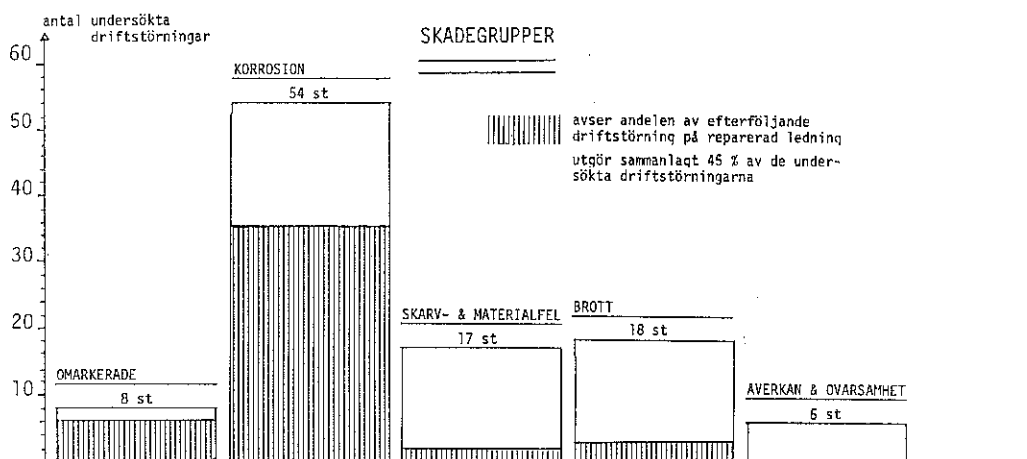 antal undersökta
driftstörningar
SKADEGRUPPER
60
50
40
30
20
10
KORROSION
54 st
avser andelen av efterföljande
driftstörning på reparerad ledning
utgör sammanlagt 45 % av de under-
sökta driftstörningarna
SKARV- & MATERIALFEL
17 st
BROTT
18 st
OMARKERADE
8 st
AVERKAN & OVARSAMHET
6 st